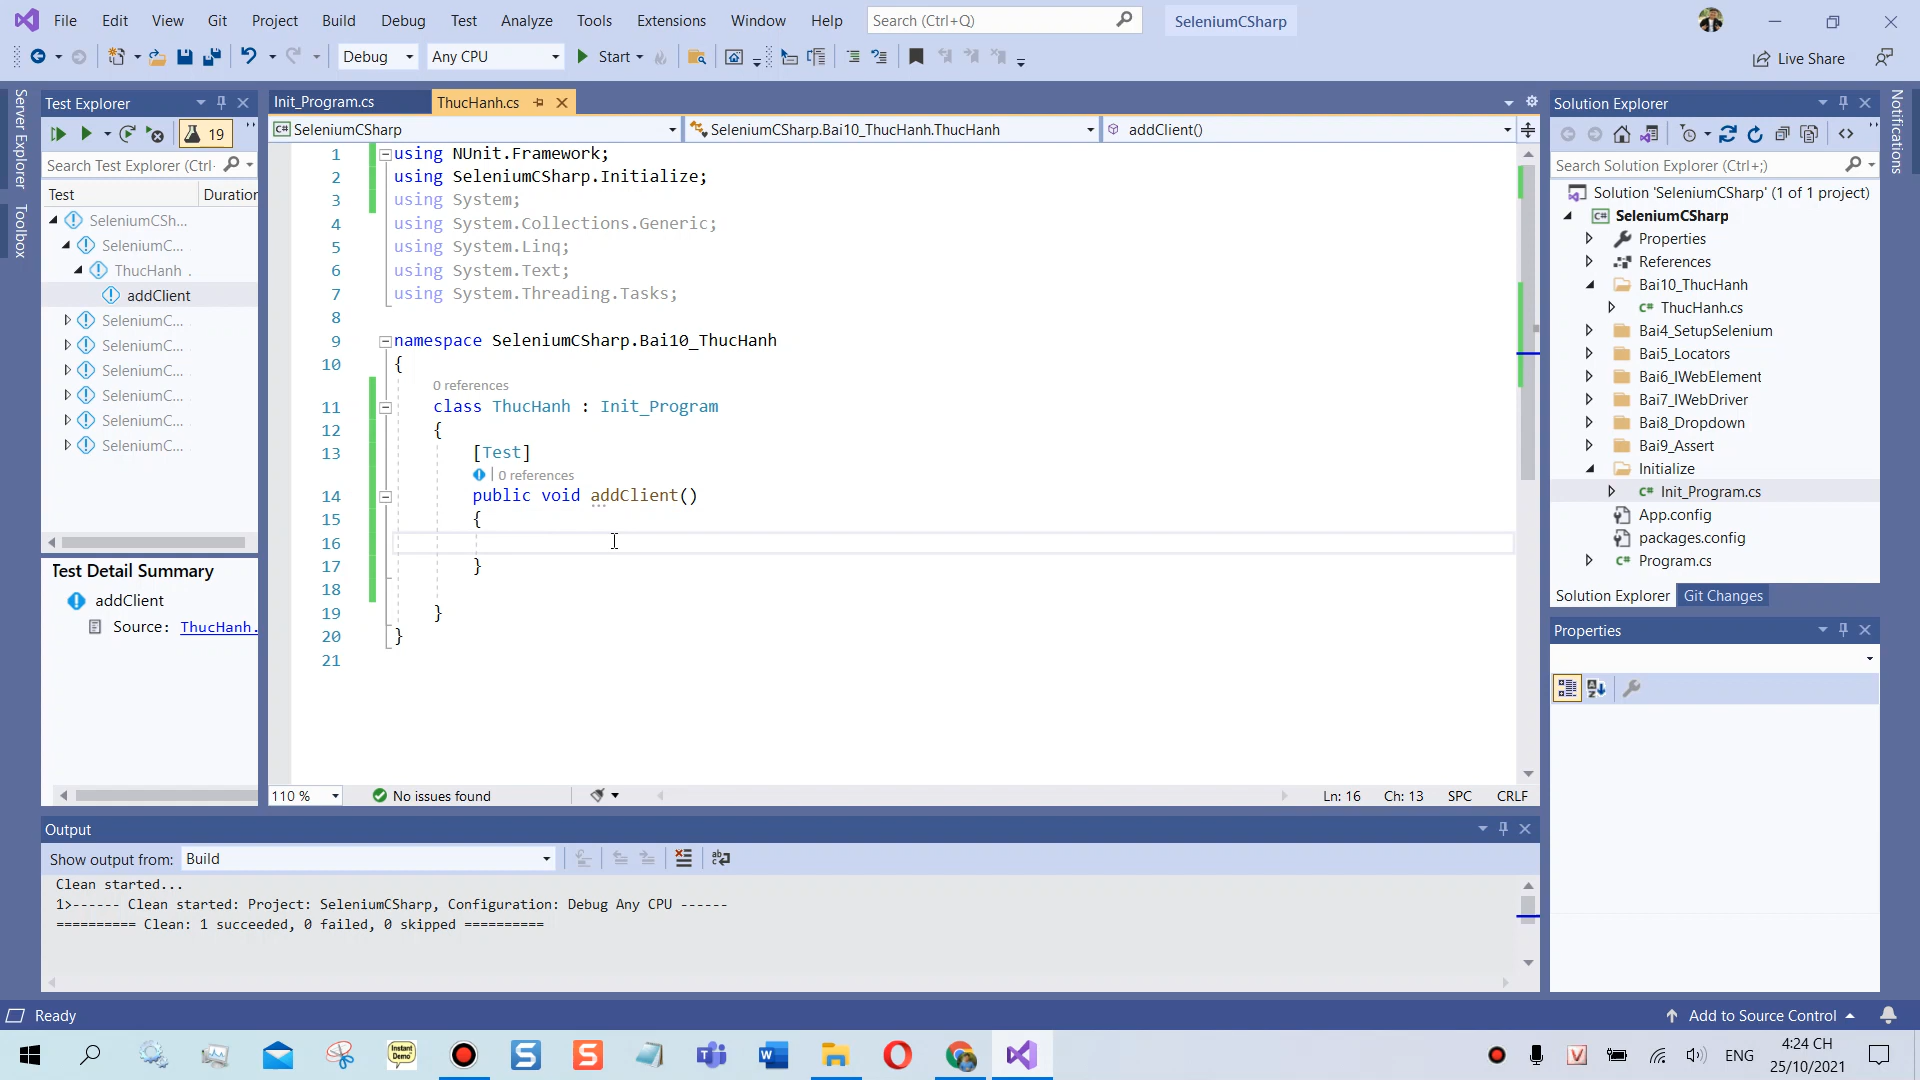 File Edit View Git Project Build Debug Test Analyze Tools Extensions Window Help Search (Ctrl+Q) SeleniumCSharp
Debug Any CPU Start Live Share
Server Explorer
Toolbox
Notifications
Test Explorer
19
Search Test Explorer (Ctrl-
Test Duration
SeleniumCSh...
SeleniumC...
ThucHanh .
addClient
SeleniumC...
SeleniumC...
SeleniumC...
SeleniumC...
SeleniumC...
SeleniumC...
Test Detail Summary
addClient
Source: ThucHanh.
Init_Program.cs ThucHanh.cs
SeleniumCSharp SeleniumCSharp.Bai10_ThucHanh.ThucHanh addClient()
1 using NUnit.Framework;
2 using SeleniumCSharp.Initialize;
3 using System;
4 using System.Collections.Generic;
5 using System.Linq;
6 using System.Text;
7 using System.Threading.Tasks;
8
9 namespace SeleniumCSharp.Bai10_ThucHanh
10 {
0 references
11 class ThucHanh : Init_Program
12 {
13 [Test]
0 references
14 public void addClient()
15 {
16
17 }
18
19 }
20 }
21
110 % No issues found Ln: 16 Ch: 13 SPC CRLF
Solution Explorer
Search Solution Explorer (Ctrl+;)
Solution 'SeleniumCSharp' (1 of 1 project)
SeleniumCSharp
Properties
References
Bai10_ThucHanh
ThucHanh.cs
Bai4_SetupSelenium
Bai5_Locators
Bai6_IWebElement
Bai7_IWebDriver
Bai8_Dropdown
Bai9_Assert
Initialize
Init_Program.cs
App.config
packages.config
Program.cs
Solution Explorer Git Changes
Properties
Output
Show output from: Build
Clean started...
1>------ Clean started: Project: SeleniumCSharp, Configuration: Debug Any CPU ------
========== Clean: 1 succeeded, 0 failed, 0 skipped ==========
Ready Add to Source Control
Instant Demo
ENG
4:24 CH
25/10/2021